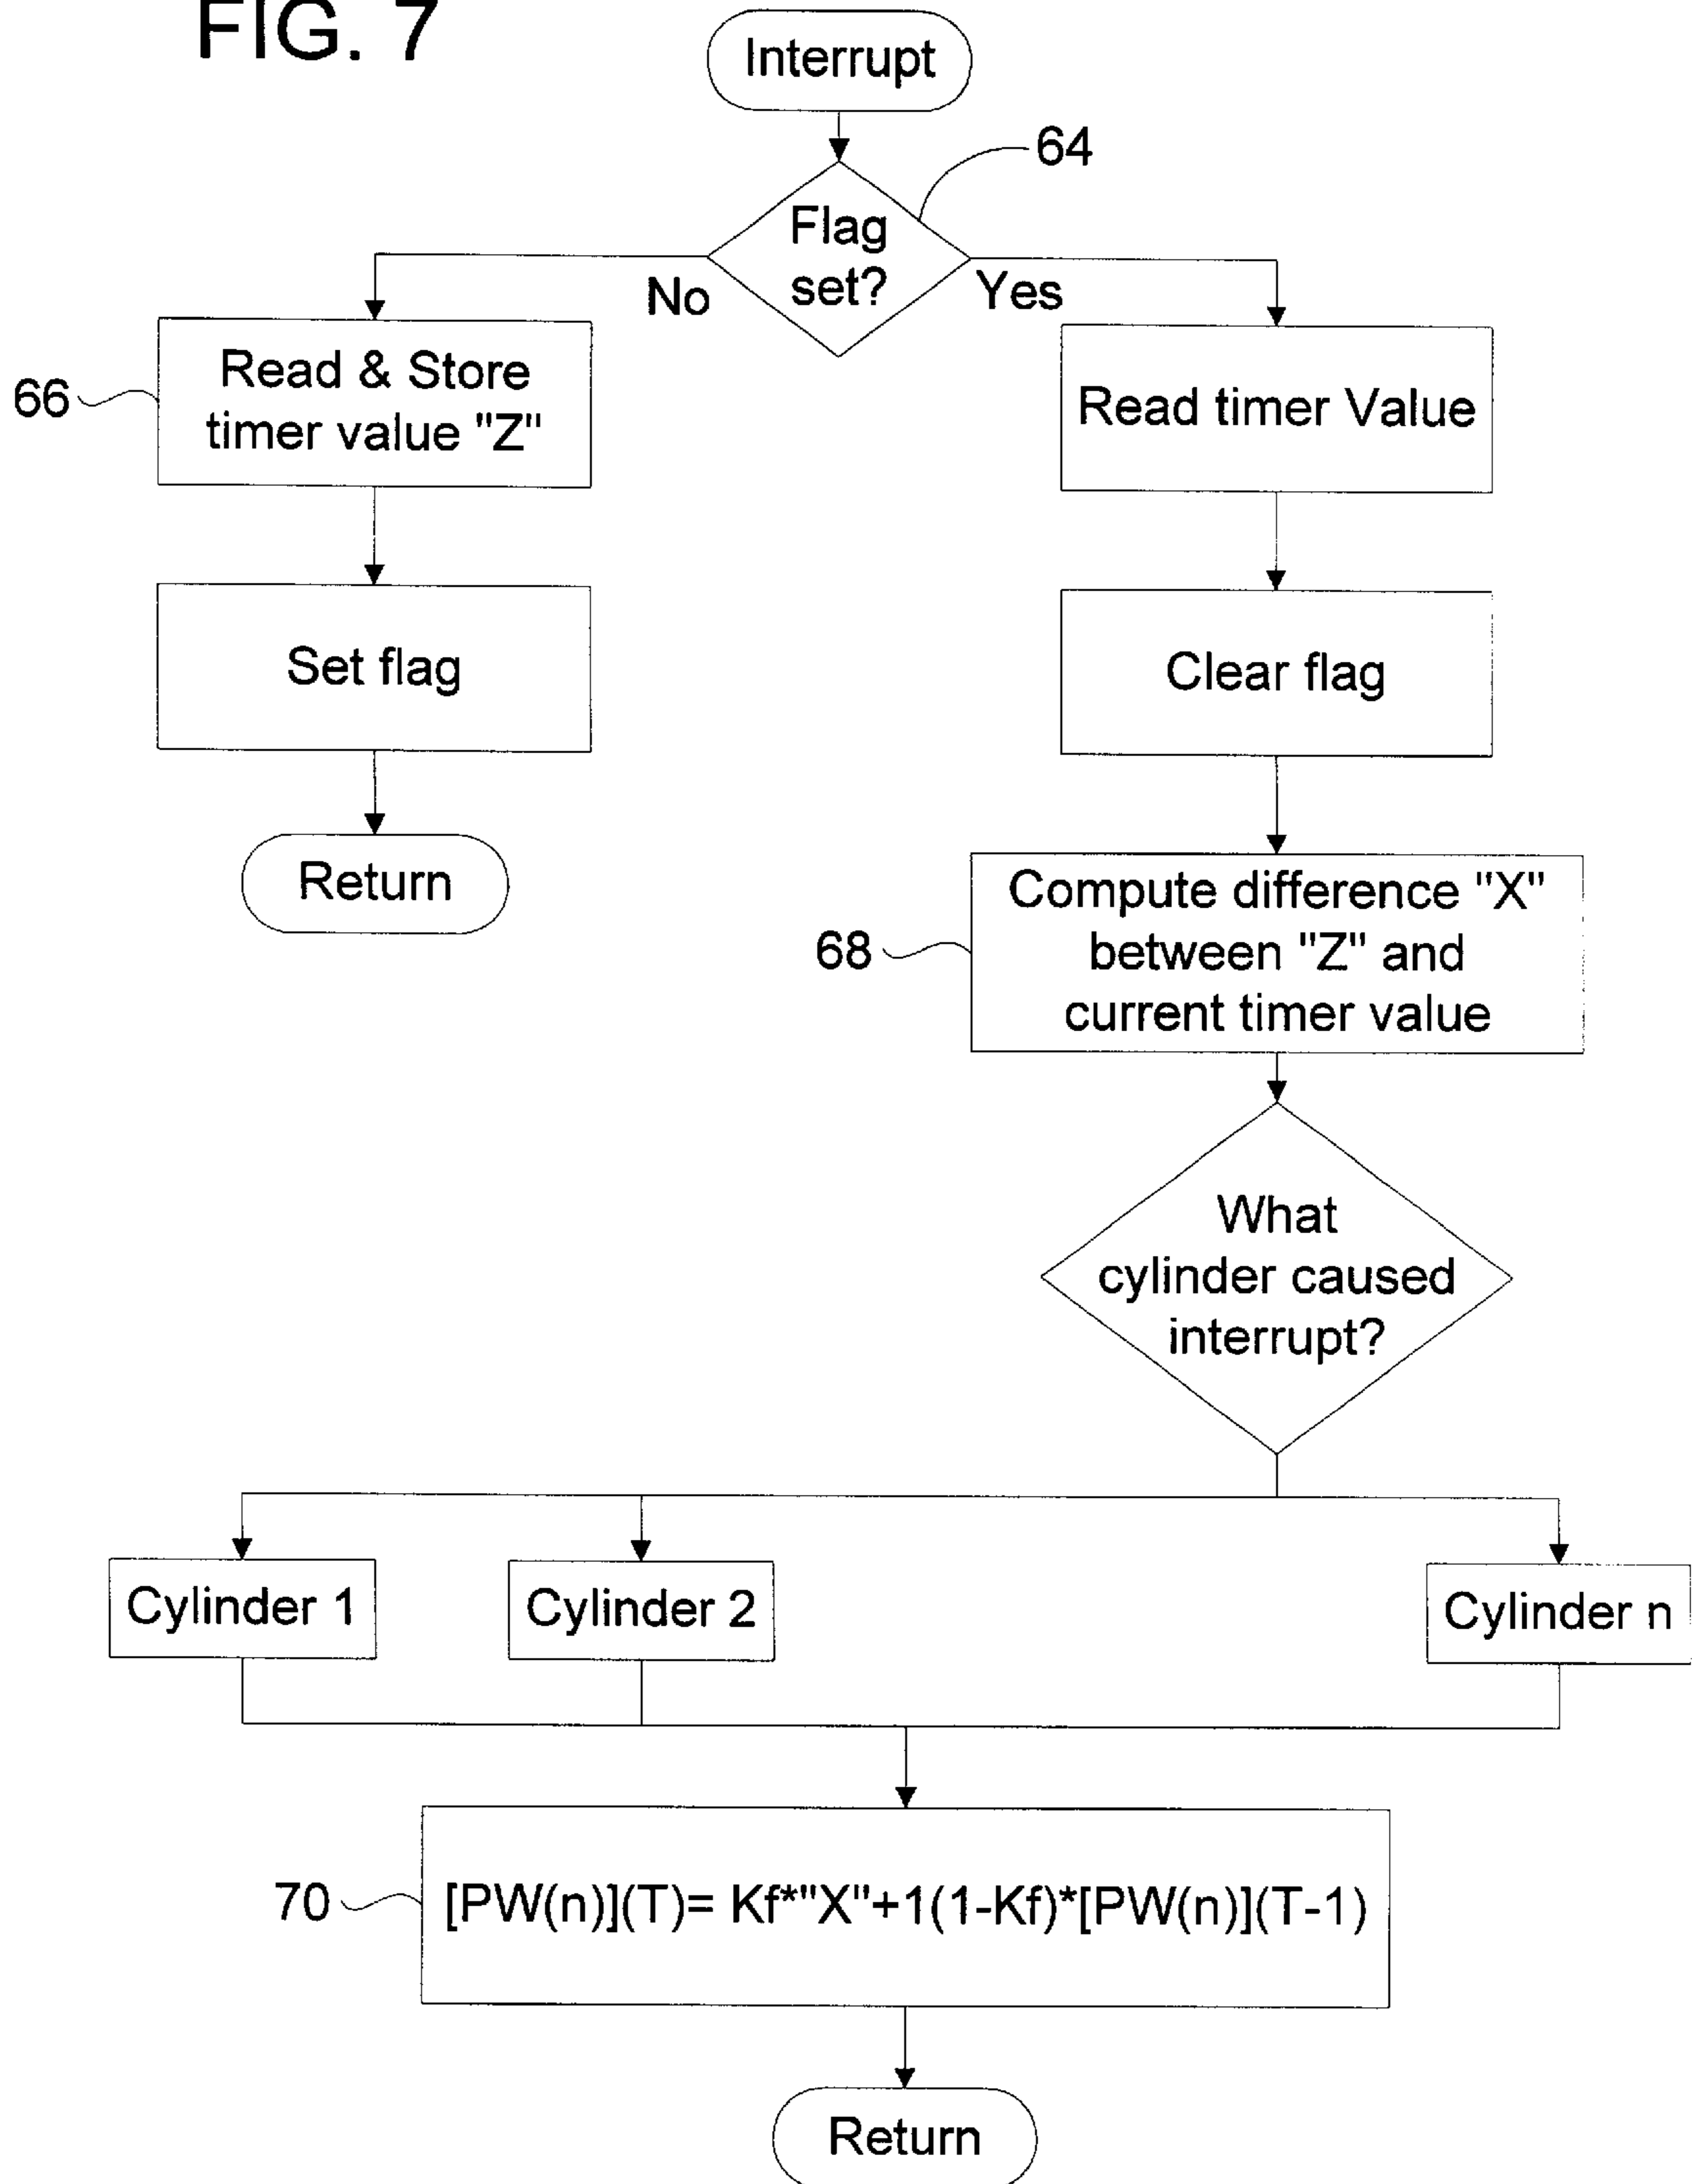 FIG. 7
Interrupt
64
Flag
set?
No
Yes
66
Read & Store
timer value "Z"
Read timer Value
Set flag
Clear flag
Return
68
Compute difference "X"
between "Z" and
current timer value
What
cylinder caused
interrupt?
Cylinder 1
Cylinder 2
Cylinder n
70
[PW(n)](T)= Kf*"X"+1(1-Kf)*[PW(n)](T-1)
Return